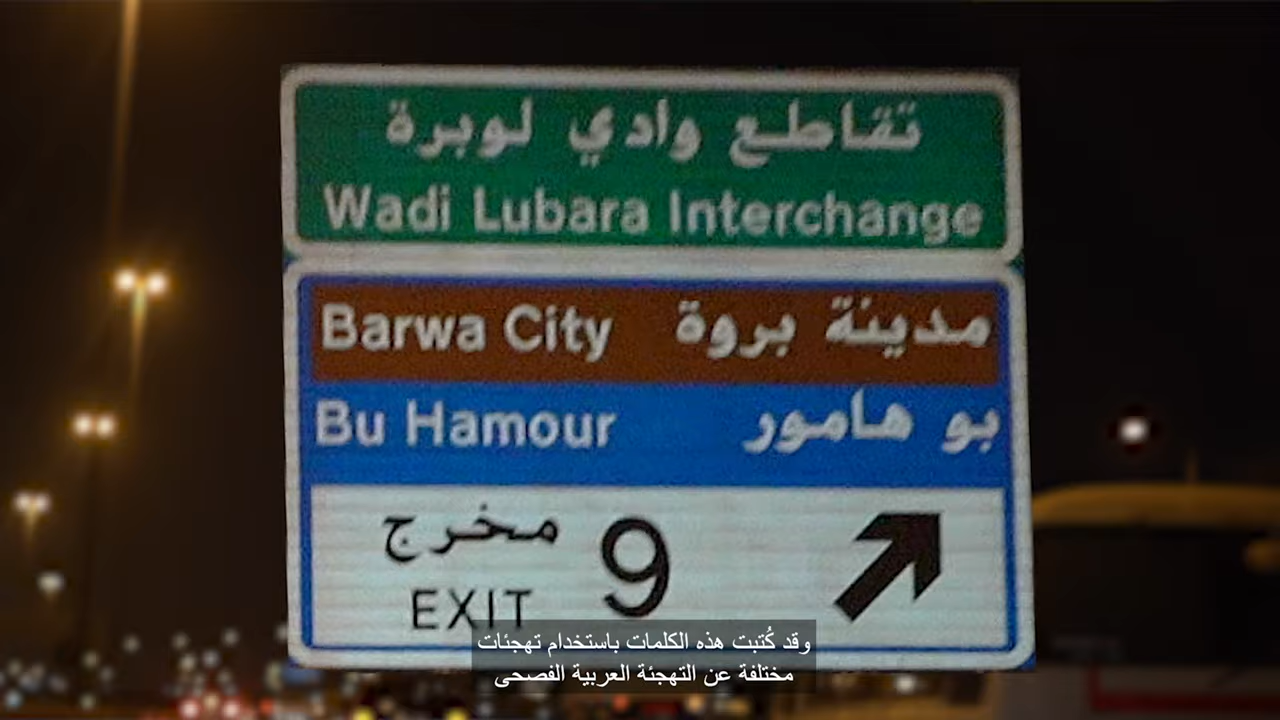 تقاطع وادي لوبرة
Wadi Lubara Interchange
Barwa City مدينة بروة
Bu Hamour بو هامور
مخرج 9
EXIT
وقد كُتبت هذه الكلمات باستخدام تهجئات
مختلفة عن التهجئة العربية الفصحى